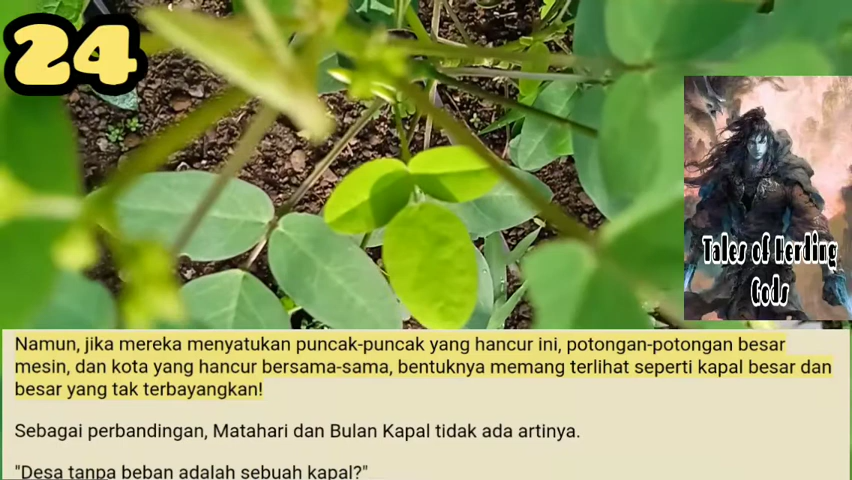 24
Tales of Herding
Gods
Namun, jika mereka menyatukan puncak-puncak yang hancur ini, potongan-potongan besar
mesin, dan kota yang hancur bersama-sama, bentuknya memang terlihat seperti kapal besar dan
besar yang tak terbayangkan!
Sebagai perbandingan, Matahari dan Bulan Kapal tidak ada artinya.
"Desa tanpa beban adalah sebuah kapal?"